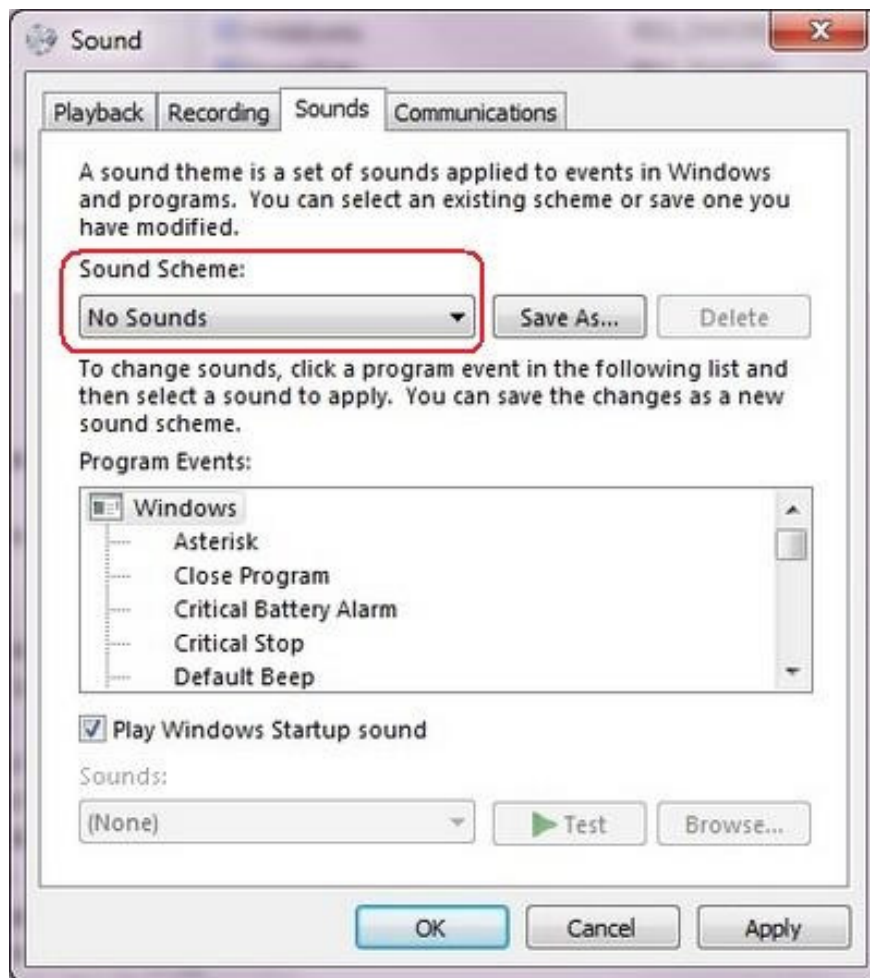 Sound
Playback Recording Sounds Communications
A sound theme is a set of sounds applied to events in Windows
and programs. You can select an existing scheme or save one you
have modified.
Sound Scheme:
No Sounds Save As... Delete
To change sounds, click a program event in the following list and
then select a sound to apply. You can save the changes as a new
sound scheme.
Program Events:
Windows
Asterisk
Close Program
Critical Battery Alarm
Critical Stop
Default Beep
Play Windows Startup sound
Sounds:
(None) Test Browse...
OK Cancel Apply